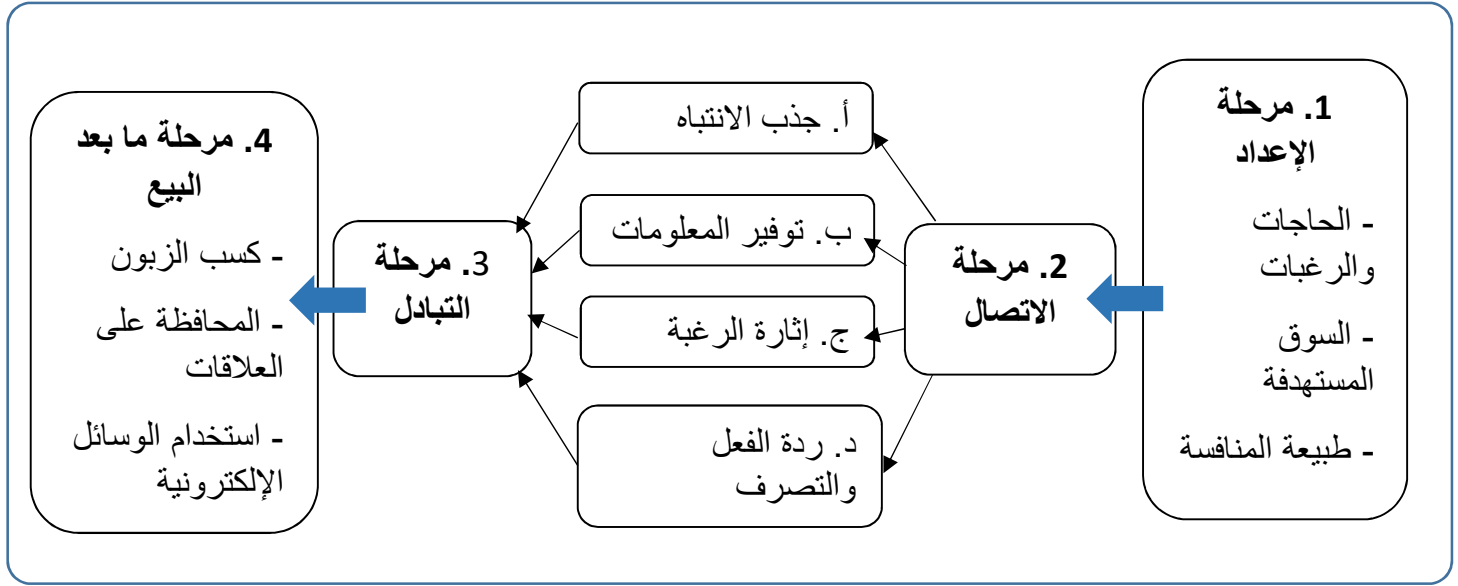 1. مرحلة
الإعداد
- الحاجات
والرغبات
- السوق
المستهدفة
- طبيعة المنافسة
2. مرحلة
الاتصال
أ. جذب الانتباه
ب. توفير المعلومات
ج. إثارة الرغبة
د. ردة الفعل
والتصرف
3. مرحلة
التبادل
4. مرحلة ما بعد
البيع
- كسب الزبون
- المحافظة على
العلاقات
- استخدام الوسائل
الإلكترونية